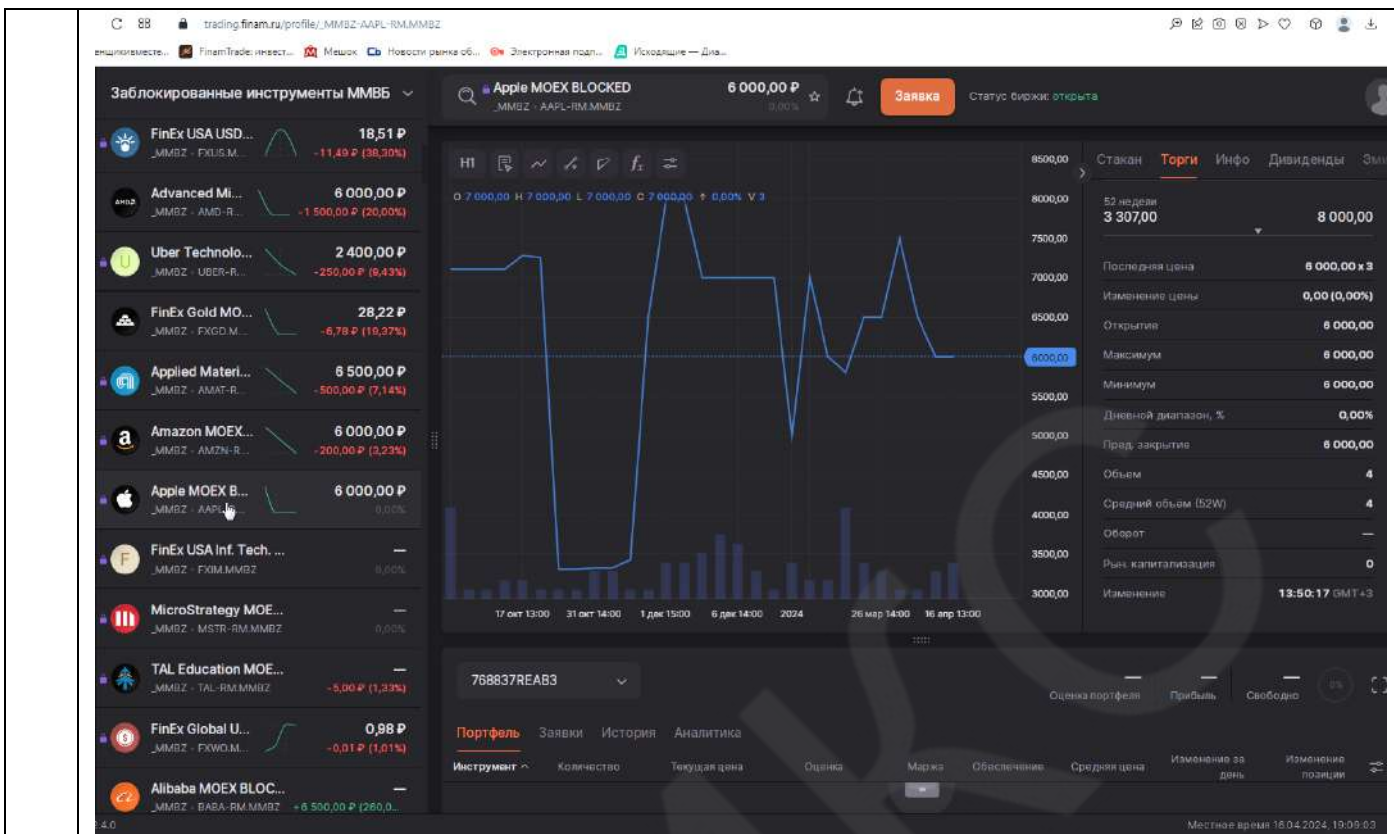 trading.finam.ru/profile/_MMBZ-AAPL-RM.MMBZ
енщикивместе... FinamTrade: инвест... Мешок Новости рынка об... Электронная подп... Исходящие — Диа...
Заблокированные инструменты ММВБ
Apple MOEX BLOCKED 6 000,00 ₽
_MMBZ · AAPL-RM.MMBZ 0,00%
Заявка
Статус биржи: открыта
FinEx USA USD... 18,51 ₽
_MMBZ · FXUS.M... -11,49 ₽ (38,30%)
Advanced Mi... 6 000,00 ₽
_MMBZ · AMD-R... -1 500,00 ₽ (20,00%)
Uber Technolo... 2 400,00 ₽
_MMBZ · UBER-R... -250,00 ₽ (9,43%)
FinEx Gold MO... 28,22 ₽
_MMBZ · FXGD.M... -6,78 ₽ (19,37%)
Applied Materi... 6 500,00 ₽
_MMBZ · AMAT-R... -500,00 ₽ (7,14%)
Amazon MOEX... 6 000,00 ₽
_MMBZ · AMZN-R... -200,00 ₽ (3,23%)
Apple MOEX B... 6 000,00 ₽
_MMBZ · AAPL 0,00%
FinEx USA Inf. Tech. ... —
_MMBZ · FXIM.MMBZ 0,00%
MicroStrategy MOE... —
_MMBZ · MSTR-RM.MMBZ 0,00%
TAL Education MOE... —
_MMBZ · TAL-RM.MMBZ -5,00 ₽ (1,33%)
FinEx Global U... 0,98 ₽
_MMBZ · FXWO.M... -0,01 ₽ (1,01%)
Alibaba MOEX BLOC... —
_MMBZ · BABA-RM.MMBZ +6 500,00 ₽ (260,0...
H1
O 7 000,00 H 7 000,00 L 7 000,00 C 7 000,00 ↑ 0,00% V 3
8500,00
8000,00
7500,00
7000,00
6500,00
6000,00
5500,00
5000,00
4500,00
4000,00
3500,00
3000,00
17 окт 13:00 31 окт 14:00 1 дек 15:00 6 дек 14:00 2024 26 мар 14:00 16 апр 13:00
Стакан Торги Инфо Дивиденды Эми
52 недели
3 307,00 8 000,00
Последняя цена 6 000,00 x 3
Изменение цены 0,00 (0,00%)
Открытие 6 000,00
Максимум 6 000,00
Минимум 6 000,00
Дневной диапазон, % 0,00%
Пред. закрытие 6 000,00
Объем 4
Средний объём (52W) 4
Оборот —
Рын. капитализация 0
Изменение 13:50:17 GMT+3
768837REAB3
Оценка портфеля Прибыль Свободно 0%
Портфель Заявки История Аналитика
Инструмент Количество Текущая цена Оценка Маржа Обеспечение Средняя цена Изменение за день Изменение позиции
.4.0
Местное время 16.04.2024, 19:09:03